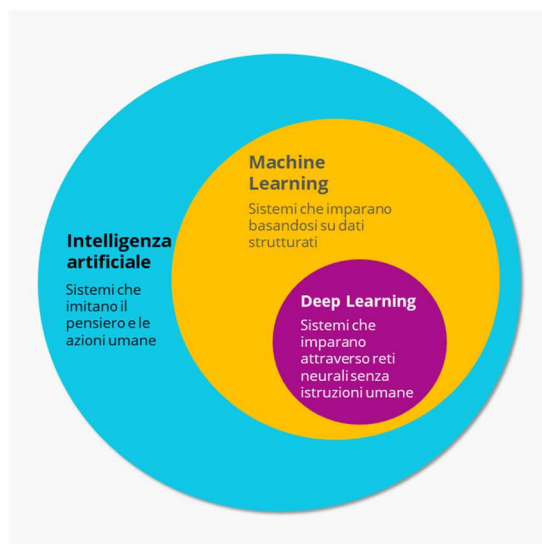 Machine
Learning
Sistemi che imparano
basandosi su dati
strutturati
Intelligenza
artificiale
Sistemi che
imitano il
pensiero e le
azioni umane
Deep Learning
Sistemi che
imparano
attraverso reti
neurali senza
istruzioni umane